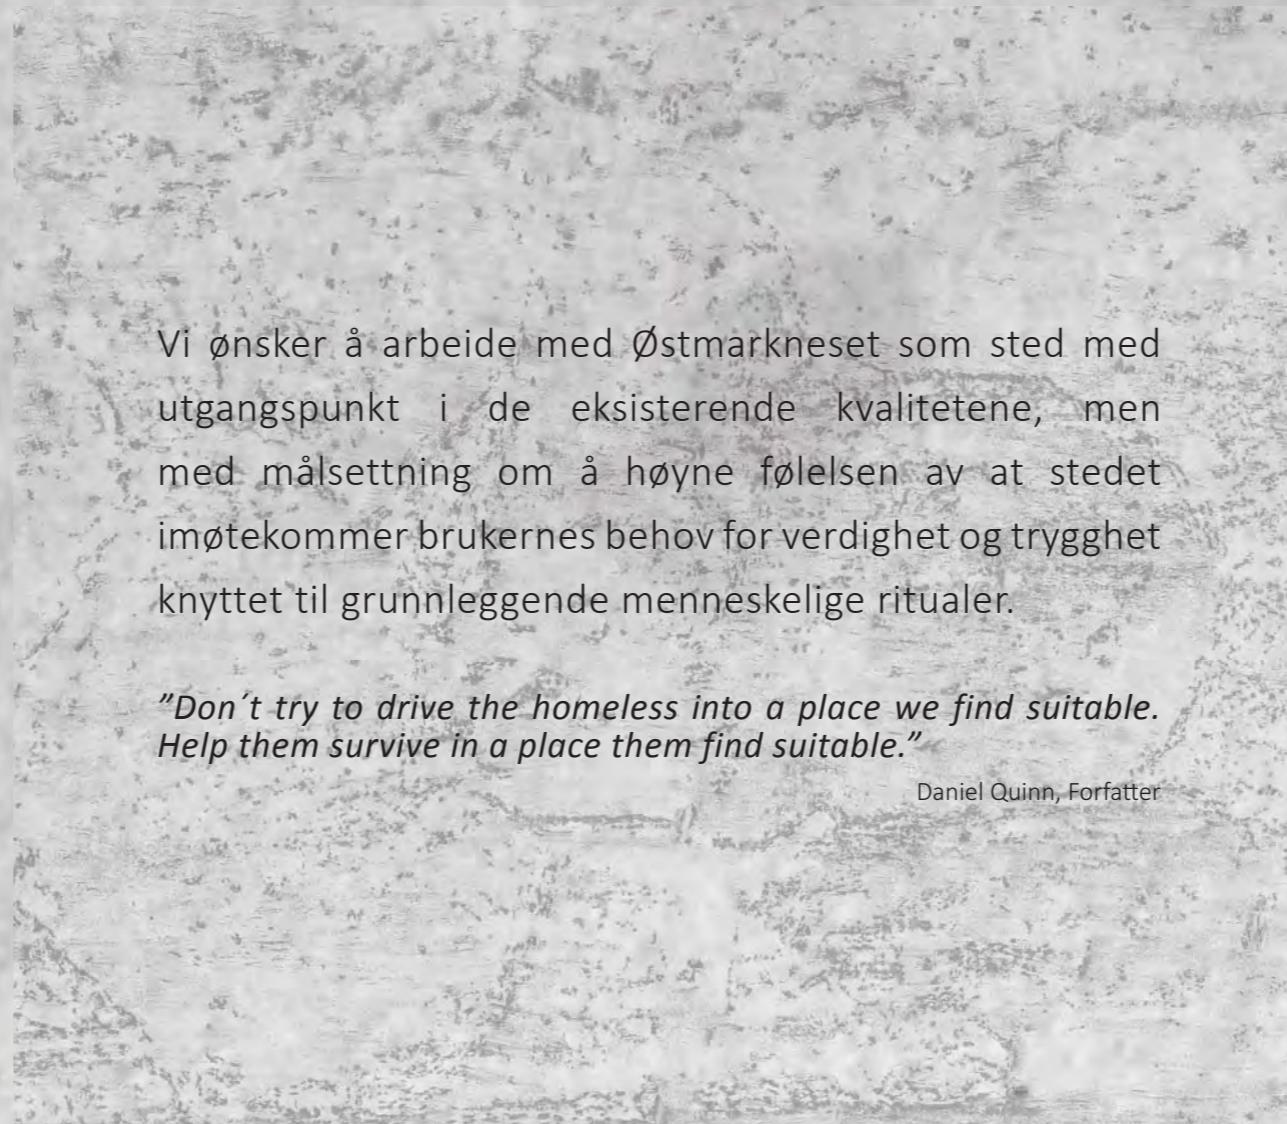 Vi ønsker å arbeide med Østmarkneset som sted med
utgangspunkt i de eksisterende kvalitetene, men
med målsettning om å høyne følelsen av at stedet
imøtekommer brukernes behov for verdighet og trygghet
knyttet til grunnleggende menneskelige ritualer.
”Don´t try to drive the homeless into a place we find suitable.
Help them survive in a place them find suitable.”
Daniel Quinn, Forfatter